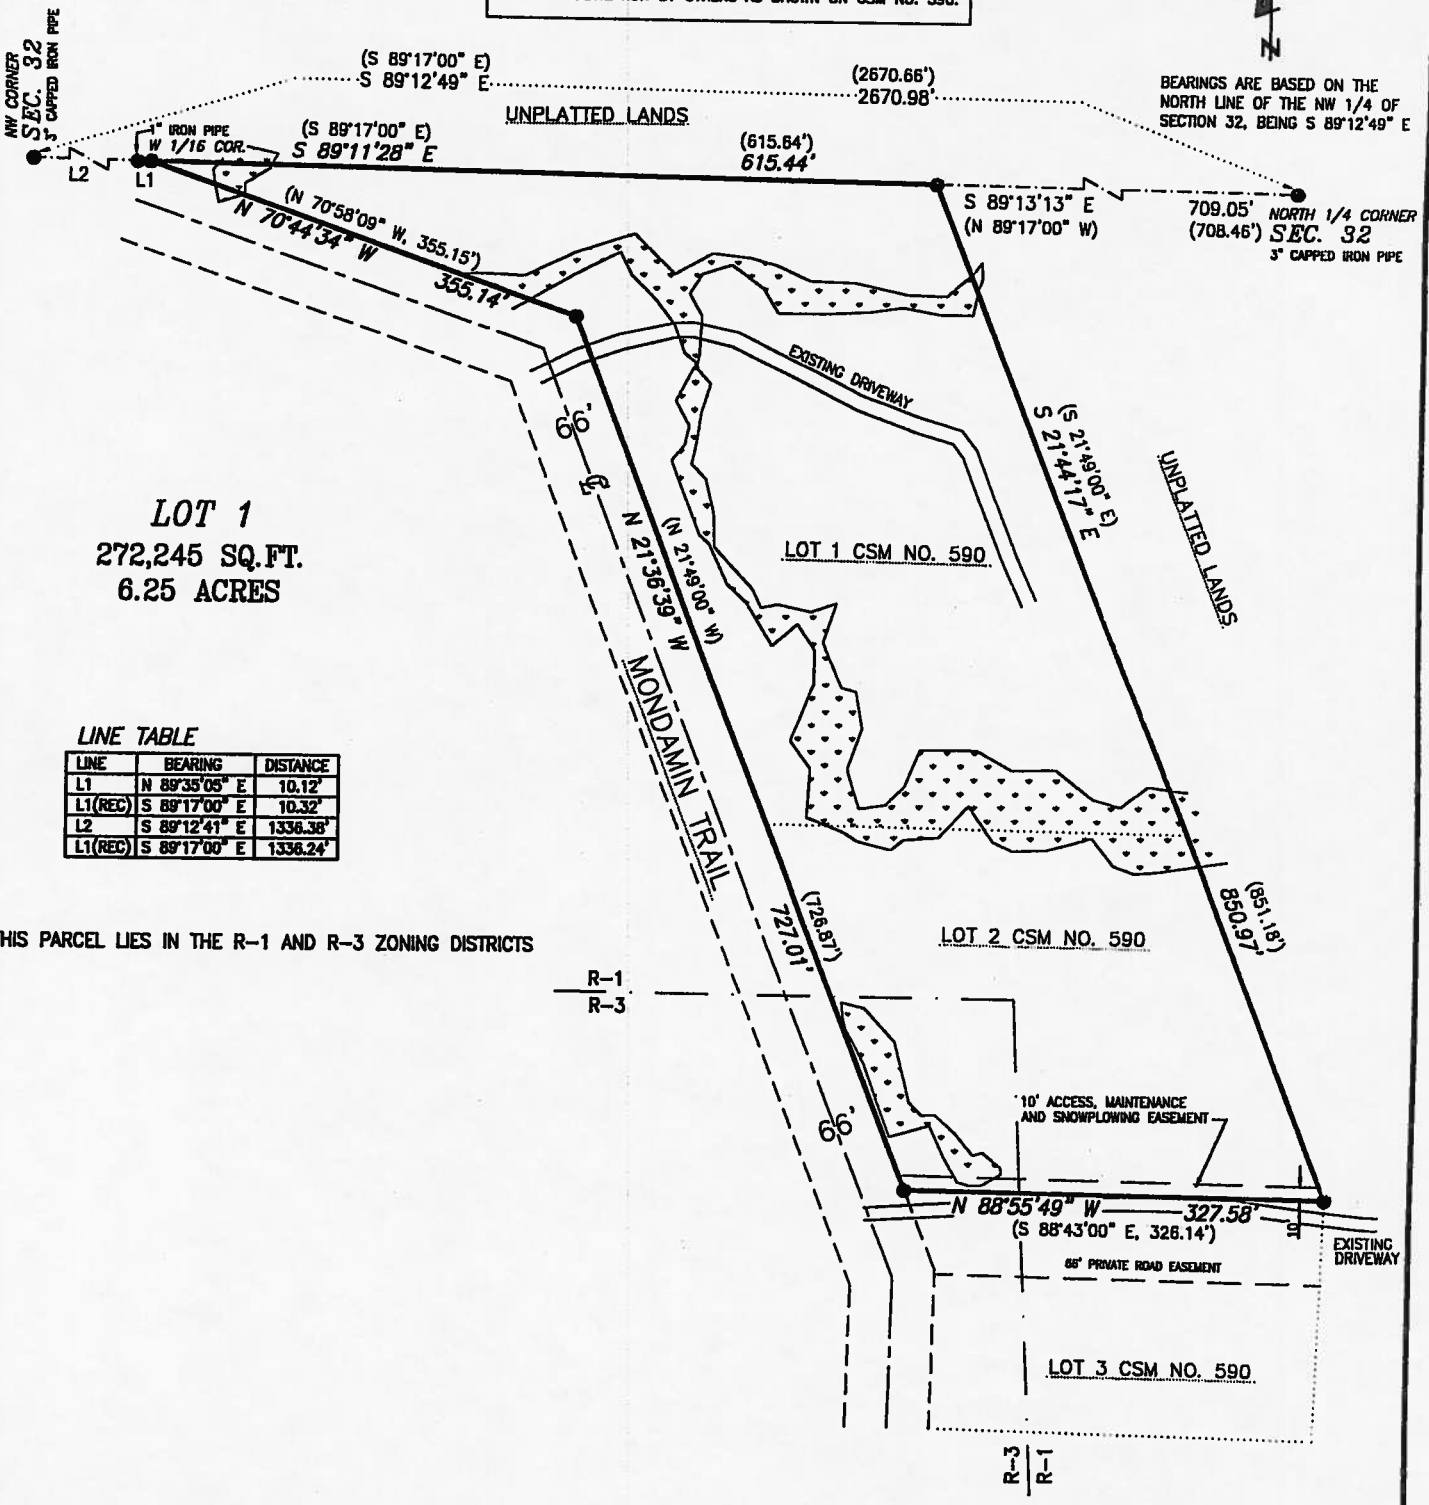 CSM NO. 590.
N
NW CORNER
SEC. 32
3" CAPPED IRON PIPE
(S 89°17'00" E)
S 89°12'49" E
(2670.66')
2670.98'
BEARINGS ARE BASED ON THE
NORTH LINE OF THE NW 1/4 OF
SECTION 32, BEING S 89°12'49" E
UNPLATTED LANDS
1" IRON PIPE
W 1/16 COR.
(S 89°17'00" E)
S 89°11'28" E
(615.64')
615.44'
L2
L1
S 89°13'13" E
(N 89°17'00" W)
709.05'
(708.46')
NORTH 1/4 CORNER
SEC. 32
3" CAPPED IRON PIPE
(N 70°58'09" W, 355.15')
N 70°44'34" W
355.14'
EXISTING DRIVEWAY
66'
(S 21°49'00" E)
S 21°44'17" E
UNPLATTED LANDS
LOT 1
272,245 SQ.FT.
6.25 ACRES
(N 21°49'00" W)
N 21°36'39" W
LOT 1 CSM NO. 590
MONDAMIN TRAIL
LINE TABLE
LINE BEARING DISTANCE
L1 N 89°35'05" E 10.12'
L1(REC) S 89°17'00" E 10.32'
L2 S 89°12'41" E 1336.38'
L1(REC) S 89°17'00" E 1336.24'
(726.87')
727.01'
(851.18')
850.97'
HIS PARCEL LIES IN THE R-1 AND R-3 ZONING DISTRICTS
LOT 2 CSM NO. 590
R-1
R-3
10' ACCESS, MAINTENANCE
AND SNOWPLOWING EASEMENT
66'
N 88°55'49" W 327.58'
(S 88°43'00" E, 326.14')
10'
EXISTING
DRIVEWAY
66' PRIVATE ROAD EASEMENT
LOT 3 CSM NO. 590
R-3
R-1